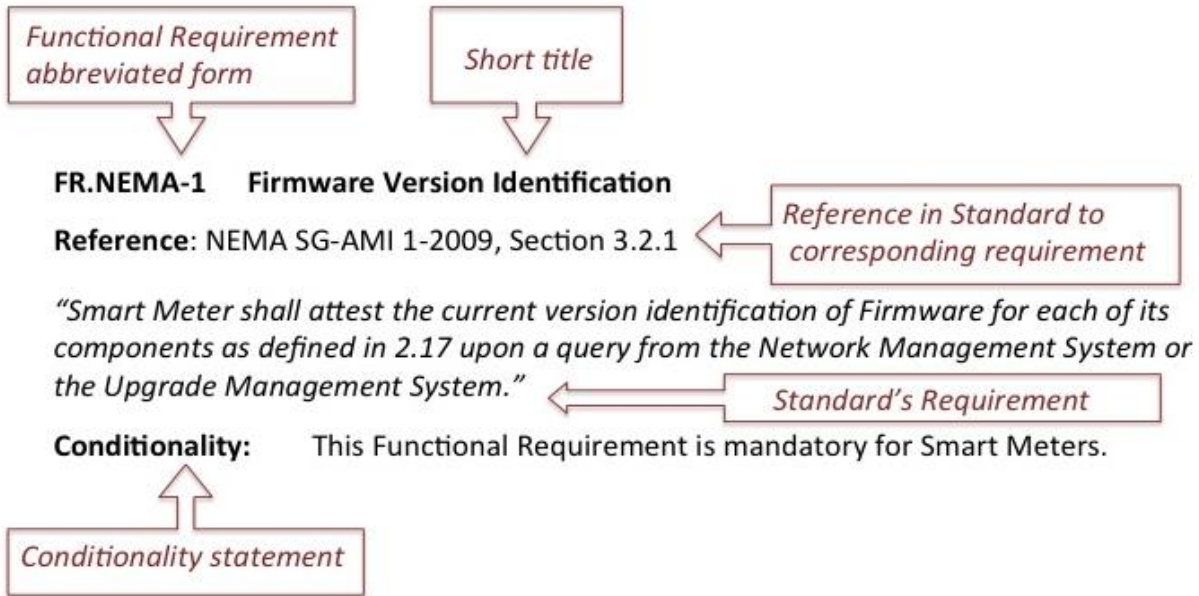 Functional Requirement
abbreviated form
Short title
FR.NEMA-1 Firmware Version Identification
Reference: NEMA SG-AMI 1-2009, Section 3.2.1
Reference in Standard to
corresponding requirement
“Smart Meter shall attest the current version identification of Firmware for each of its
components as defined in 2.17 upon a query from the Network Management System or
the Upgrade Management System.”
Standard’s Requirement
Conditionality: This Functional Requirement is mandatory for Smart Meters.
Conditionality statement